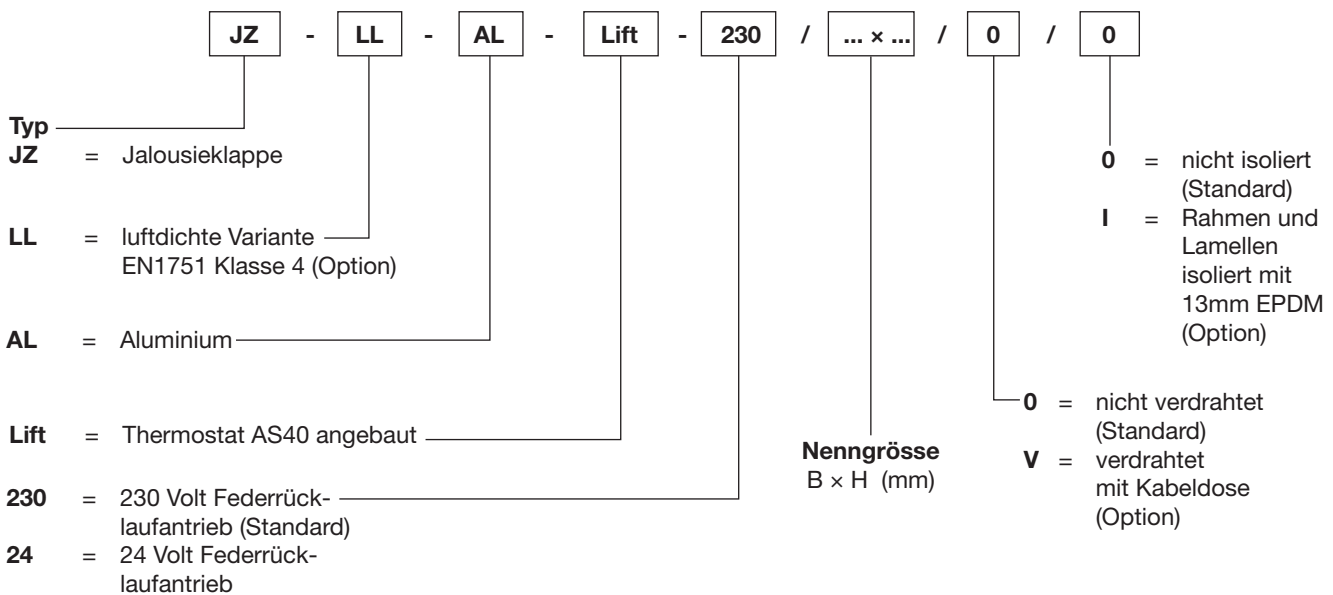 JZ - LL - AL - Lift - 230 / ... × ... / 0 / 0
Typ
JZ = Jalousieklappe
LL = luftdichte Variante
EN1751 Klasse 4 (Option)
AL = Aluminium
Lift = Thermostat AS40 angebaut
230 = 230 Volt Federrück-
laufantrieb (Standard)
24 = 24 Volt Federrück-
laufantrieb
Nenngrösse
B × H (mm)
0 = nicht verdrahtet
(Standard)
V = verdrahtet
mit Kabeldose
(Option)
0 = nicht isoliert
(Standard)
I = Rahmen und
Lamellen
isoliert mit
13mm EPDM
(Option)